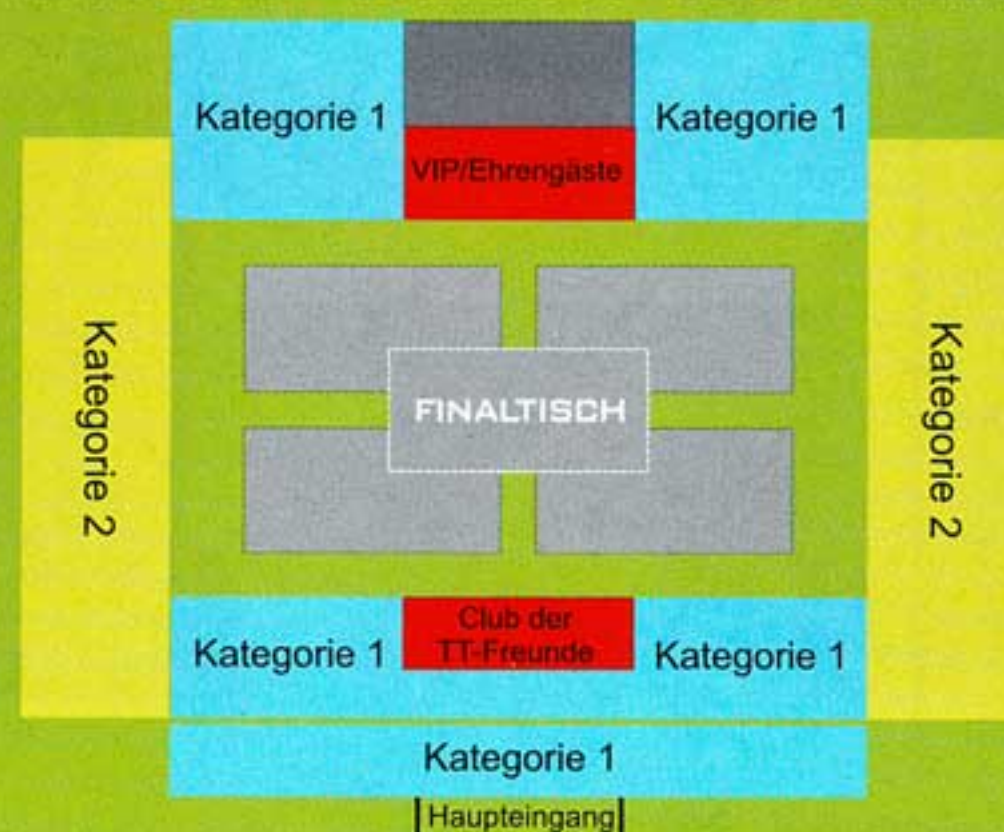 Kategorie 1
Kategorie 1
VIP/Ehrengäste
Kategorie 2
FINALTISCH
Kategorie 2
Kategorie 1
Club der
TT-Freunde
Kategorie 1
Kategorie 1
Haupteingang